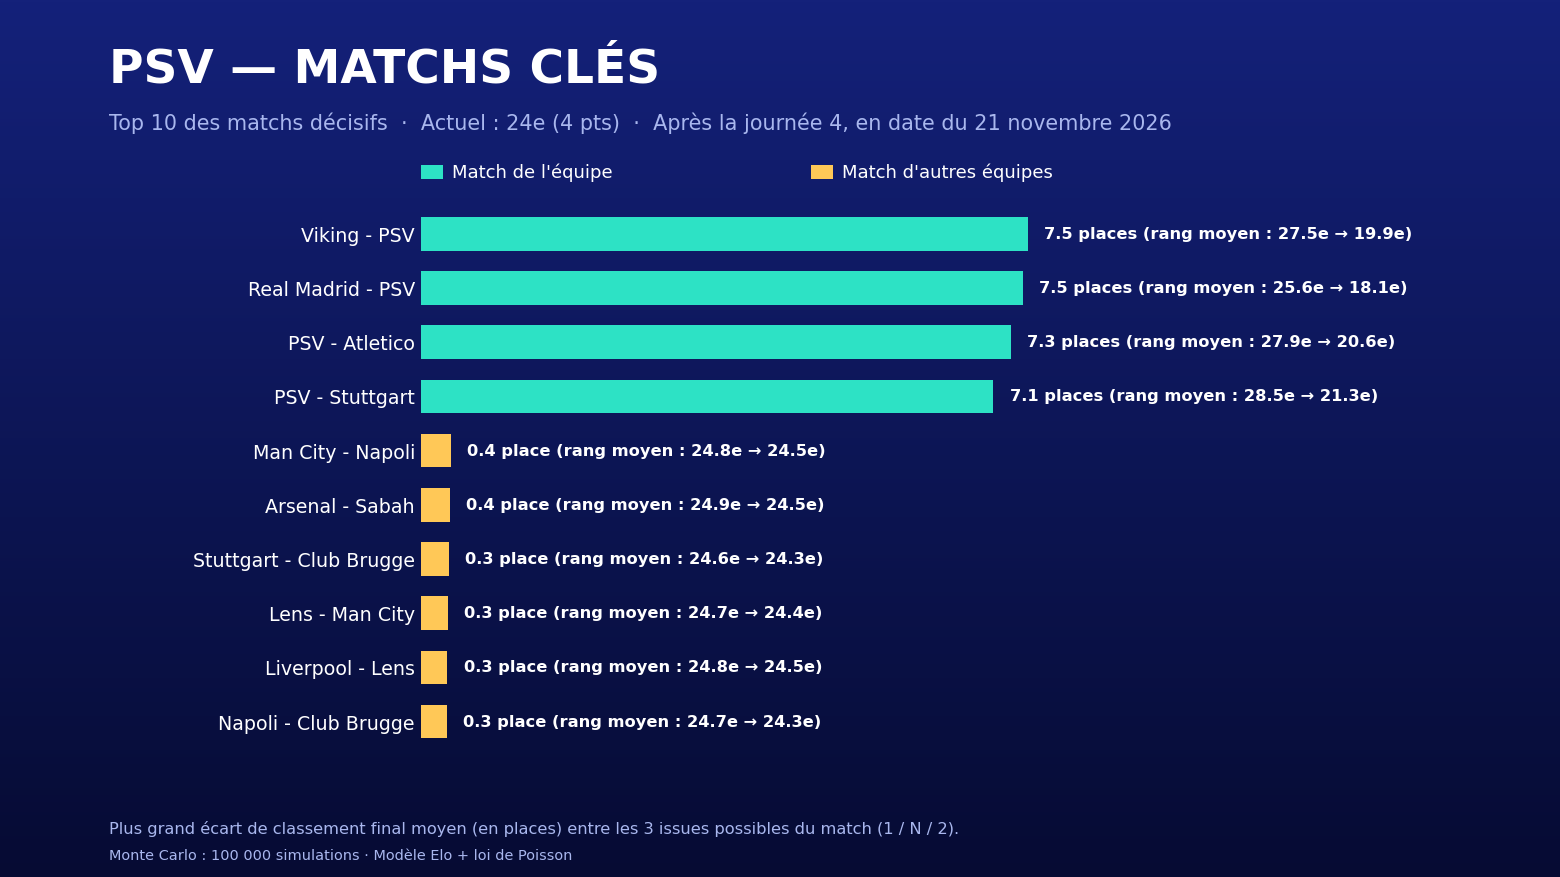 PSV — MATCHS CLÉS
Top 10 des matchs décisifs · Actuel : 24e (4 pts) · Après la journée 4, en date du 21 novembre 2026
Match de l'équipe
Match d'autres équipes
Viking - PSV 7.5 places (rang moyen : 27.5e → 19.9e)
Real Madrid - PSV 7.5 places (rang moyen : 25.6e → 18.1e)
PSV - Atletico 7.3 places (rang moyen : 27.9e → 20.6e)
PSV - Stuttgart 7.1 places (rang moyen : 28.5e → 21.3e)
Man City - Napoli 0.4 place (rang moyen : 24.8e → 24.5e)
Arsenal - Sabah 0.4 place (rang moyen : 24.9e → 24.5e)
Stuttgart - Club Brugge 0.3 place (rang moyen : 24.6e → 24.3e)
Lens - Man City 0.3 place (rang moyen : 24.7e → 24.4e)
Liverpool - Lens 0.3 place (rang moyen : 24.8e → 24.5e)
Napoli - Club Brugge 0.3 place (rang moyen : 24.7e → 24.3e)
Plus grand écart de classement final moyen (en places) entre les 3 issues possibles du match (1 / N / 2).
Monte Carlo : 100 000 simulations · Modèle Elo + loi de Poisson